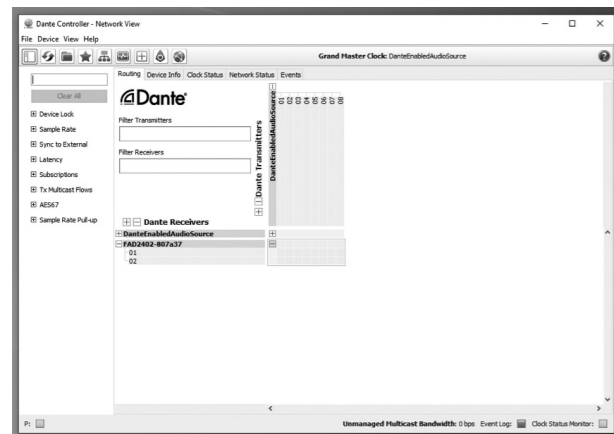 Dante Controller - Network View
File Device View Help
Grand Master Clock: DanteEnabledAudioSource
Routing Device Info Clock Status Network Status Events
Clear All
Device Lock
Sample Rate
Sync to External
Latency
Subscriptions
Tx Multicast Flows
AES67
Sample Rate Pull-up
Dante
Filter Transmitters
Filter Receivers
Dante Transmitters
DanteEnabledAudioSource
01 02 03 04 05 06 07 08
Dante Receivers
DanteEnabledAudioSource
FAD2402-807a37
01
02
P:
Unmanaged Multicast Bandwidth: 0 bps Event Log: Clock Status Monitor: